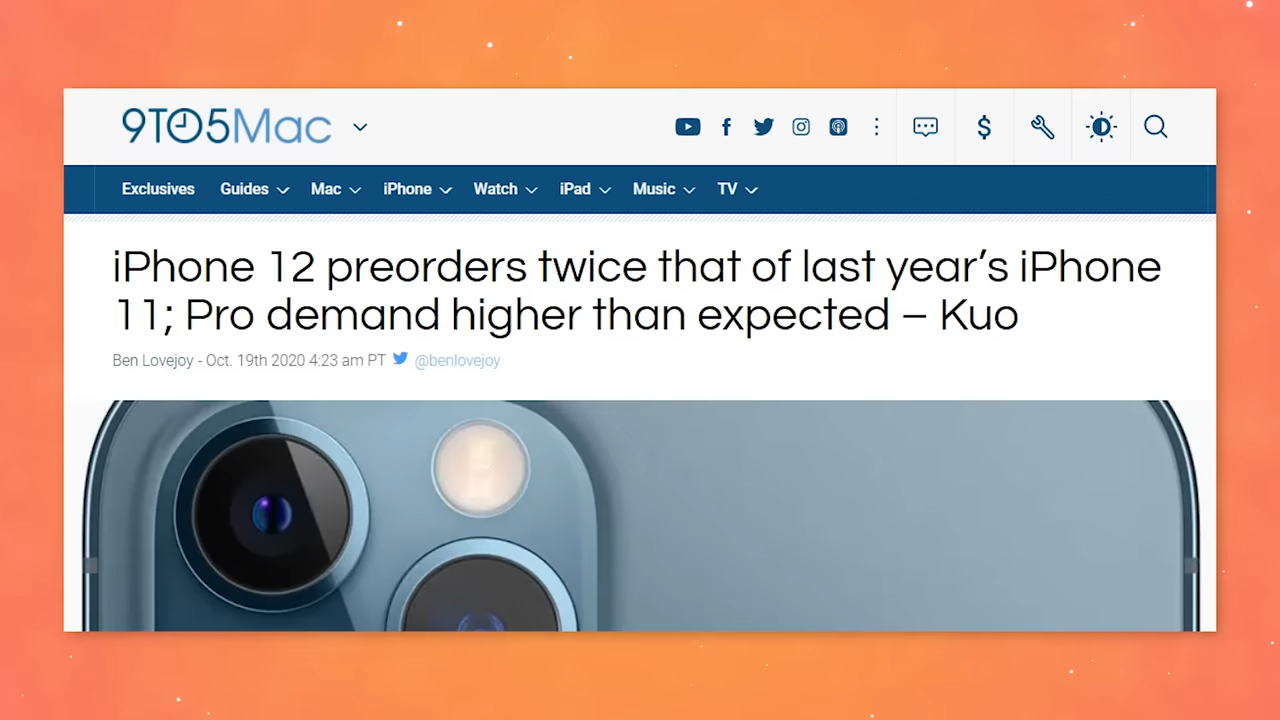 9TO5Mac
Exclusives Guides Mac iPhone Watch iPad Music TV
iPhone 12 preorders twice that of last year’s iPhone
11; Pro demand higher than expected – Kuo
Ben Lovejoy - Oct. 19th 2020 4:23 am PT @benlovejoy